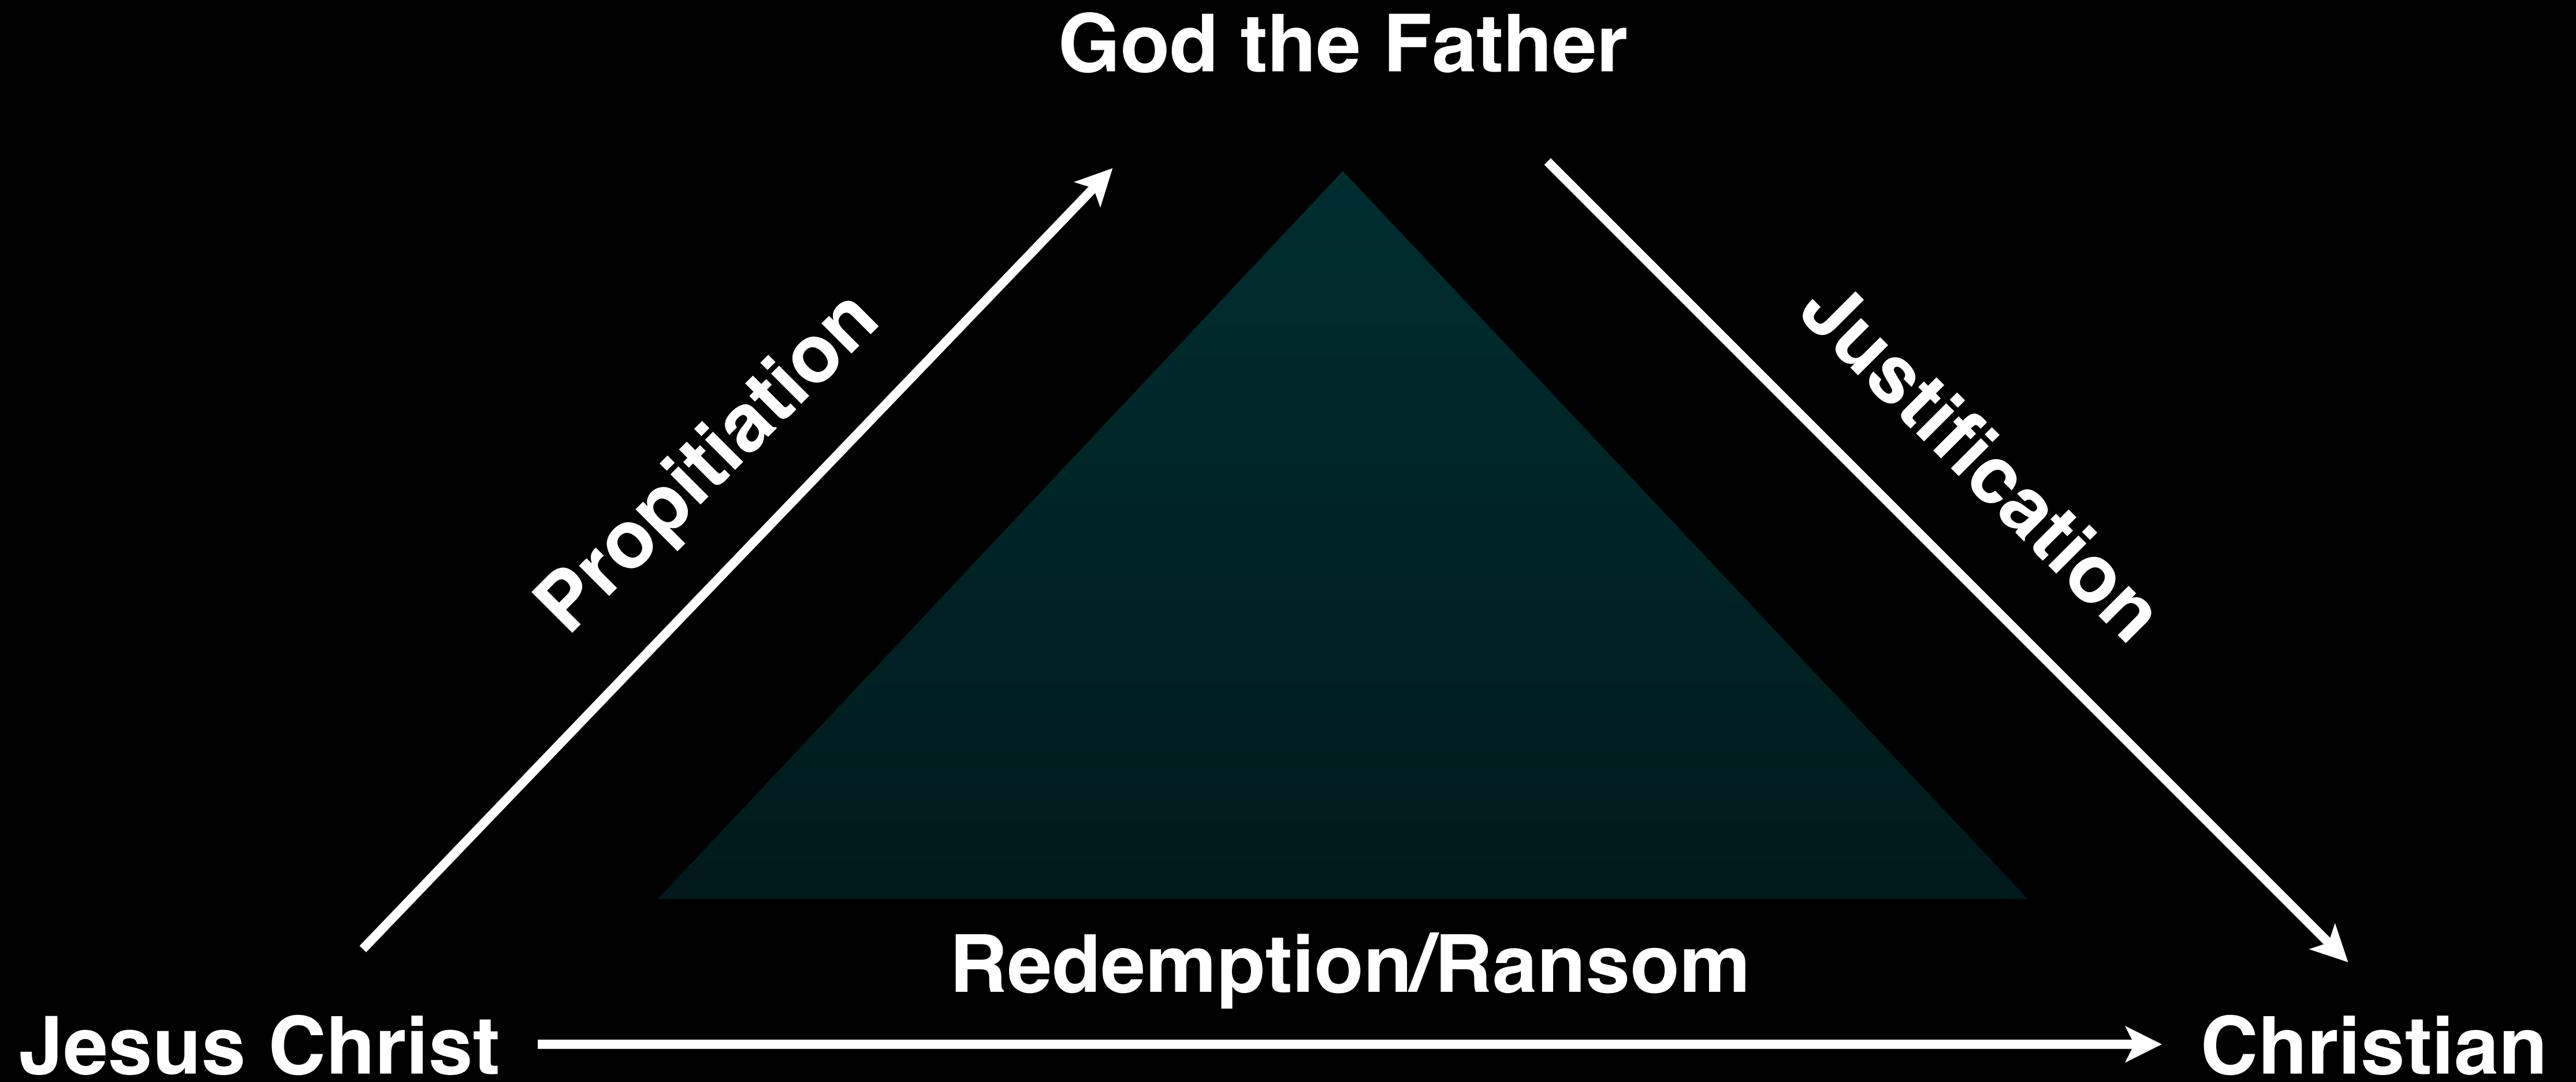 God the Father
Propitiation
Justification
Redemption/Ransom
Jesus Christ
Christian